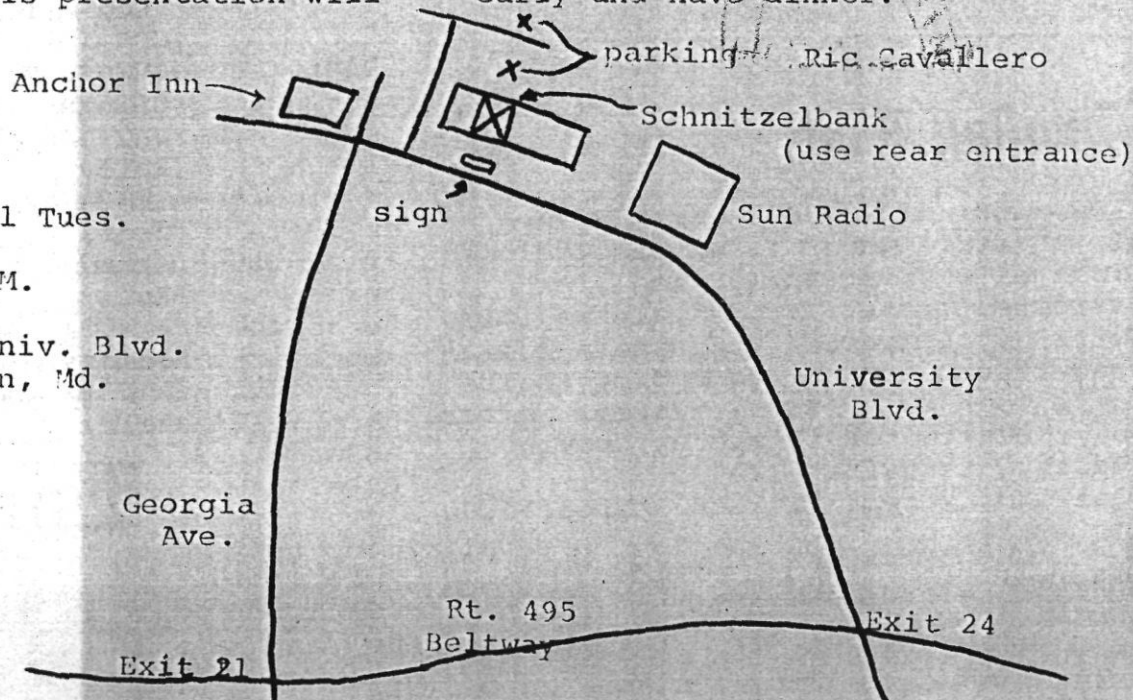 is presentation will early and have dinner.
parking Ric Cavallero
Anchor Inn
Schnitzelbank
(use rear entrance)
sign
Sun Radio
l Tues.
M.
niv. Blvd.
n, Md.
University
Blvd.
Georgia
Ave.
Rt. 495
Beltway
Exit 24
Exit 21